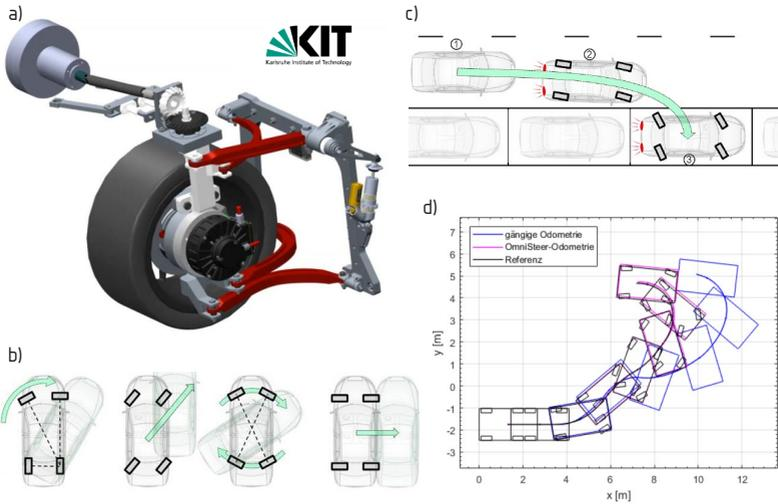 a)
KIT
Karlsruhe Institute of Technology
b)
c)
1
2
3
d)
gängige Odometrie
OmniSteer-Odometrie
Referenz
7
6
5
4
3
2
1
0
-1
-2
-3
y [m]
0 2 4 6 8 10 12
x [m]